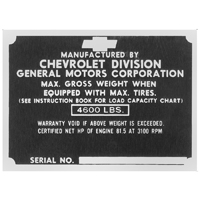 MANUFACTURED BY
CHEVROLET DIVISION
GENERAL MOTORS CORPORATION
MAX. GROSS WEIGHT WHEN
EQUIPPED WITH MAX. TIRES.
(SEE INSTRUCTION BOOK FOR LOAD CAPACITY CHART)
4600 LBS.
WARRANTY VOID IF ABOVE WEIGHT IS EXCEEDED.
CERTIFIED NET HP OF ENGINE 81.5 AT 3100 RPM
SERIAL NO.